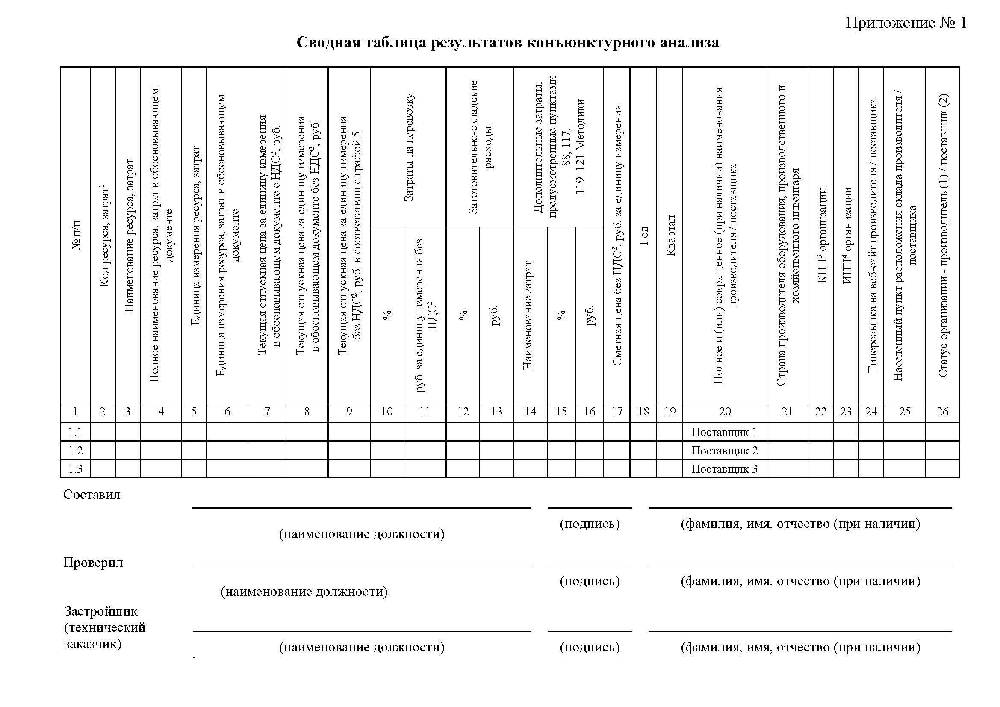 Приложение № 1
Сводная таблица результатов конъюнктурного анализа
№ п/п
Код ресурса, затрат¹
Наименование ресурса, затрат
Полное наименование ресурса, затрат в обосновывающем
документе
Единица измерения ресурса, затрат
Единица измерения ресурса, затрат в обосновывающем
документе
Текущая отпускная цена за единицу измерения
в обосновывающем документе с НДС², руб.
Текущая отпускная цена за единицу измерения
в обосновывающем документе без НДС², руб.
Текущая отпускная цена за единицу измерения
без НДС², руб. в соответствии с графой 5
Затраты на перевозку
%
руб. за единицу измерения без
НДС²
Заготовительно-складские
расходы
%
руб.
Дополнительные затраты,
предусмотренные пунктами
88, 117,
119–121 Методики
Наименование затрат
%
руб.
Сметная цена без НДС², руб. за единицу измерения
Год
Квартал
Полное и (или) сокращенное (при наличии) наименования
производителя / поставщика
Страна производителя оборудования, производственного и
хозяйственного инвентаря
КПП³ организации
ИНН⁴ организации
Гиперссылка на веб-сайт производителя / поставщика
Населенный пункт расположения склада производителя /
поставщика
Статус организации - производитель (1) / поставщик (2)
1 2 3 4 5 6 7 8 9 10 11 12 13 14 15 16 17 18 19 20 21 22 23 24 25 26
1.1 Поставщик 1
1.2 Поставщик 2
1.3 Поставщик 3
Составил
(наименование должности) (подпись) (фамилия, имя, отчество (при наличии)
Проверил
(наименование должности) (подпись) (фамилия, имя, отчество (при наличии)
Застройщик
(технический
заказчик)
(наименование должности) (подпись) (фамилия, имя, отчество (при наличии)